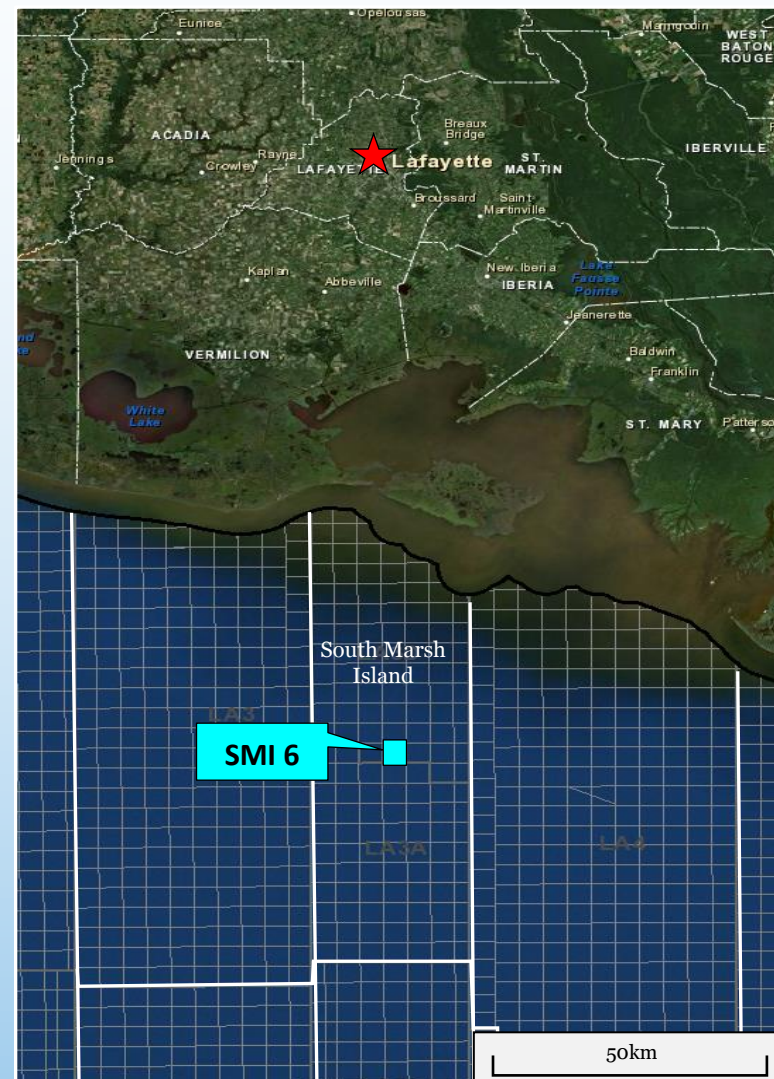 Eunice
Opelousas
Maringouin
WEST
BATON
ROUGE
ACADIA
Breaux
Bridge
IBERVILLE
Jennings
Crowley
Rayne
LAFAYETTE
Lafayette
ST.
MARTIN
Broussard
Saint
Martinville
Kaplan
Abbeville
New Iberia
IBERIA
Lake
Fausse
Pointe
Jeanerette
VERMILION
Baldwin
Franklin
White
Lake
ST. MARY
South Marsh
Island
LA3
SMI 6
LA3A
LA4
50km